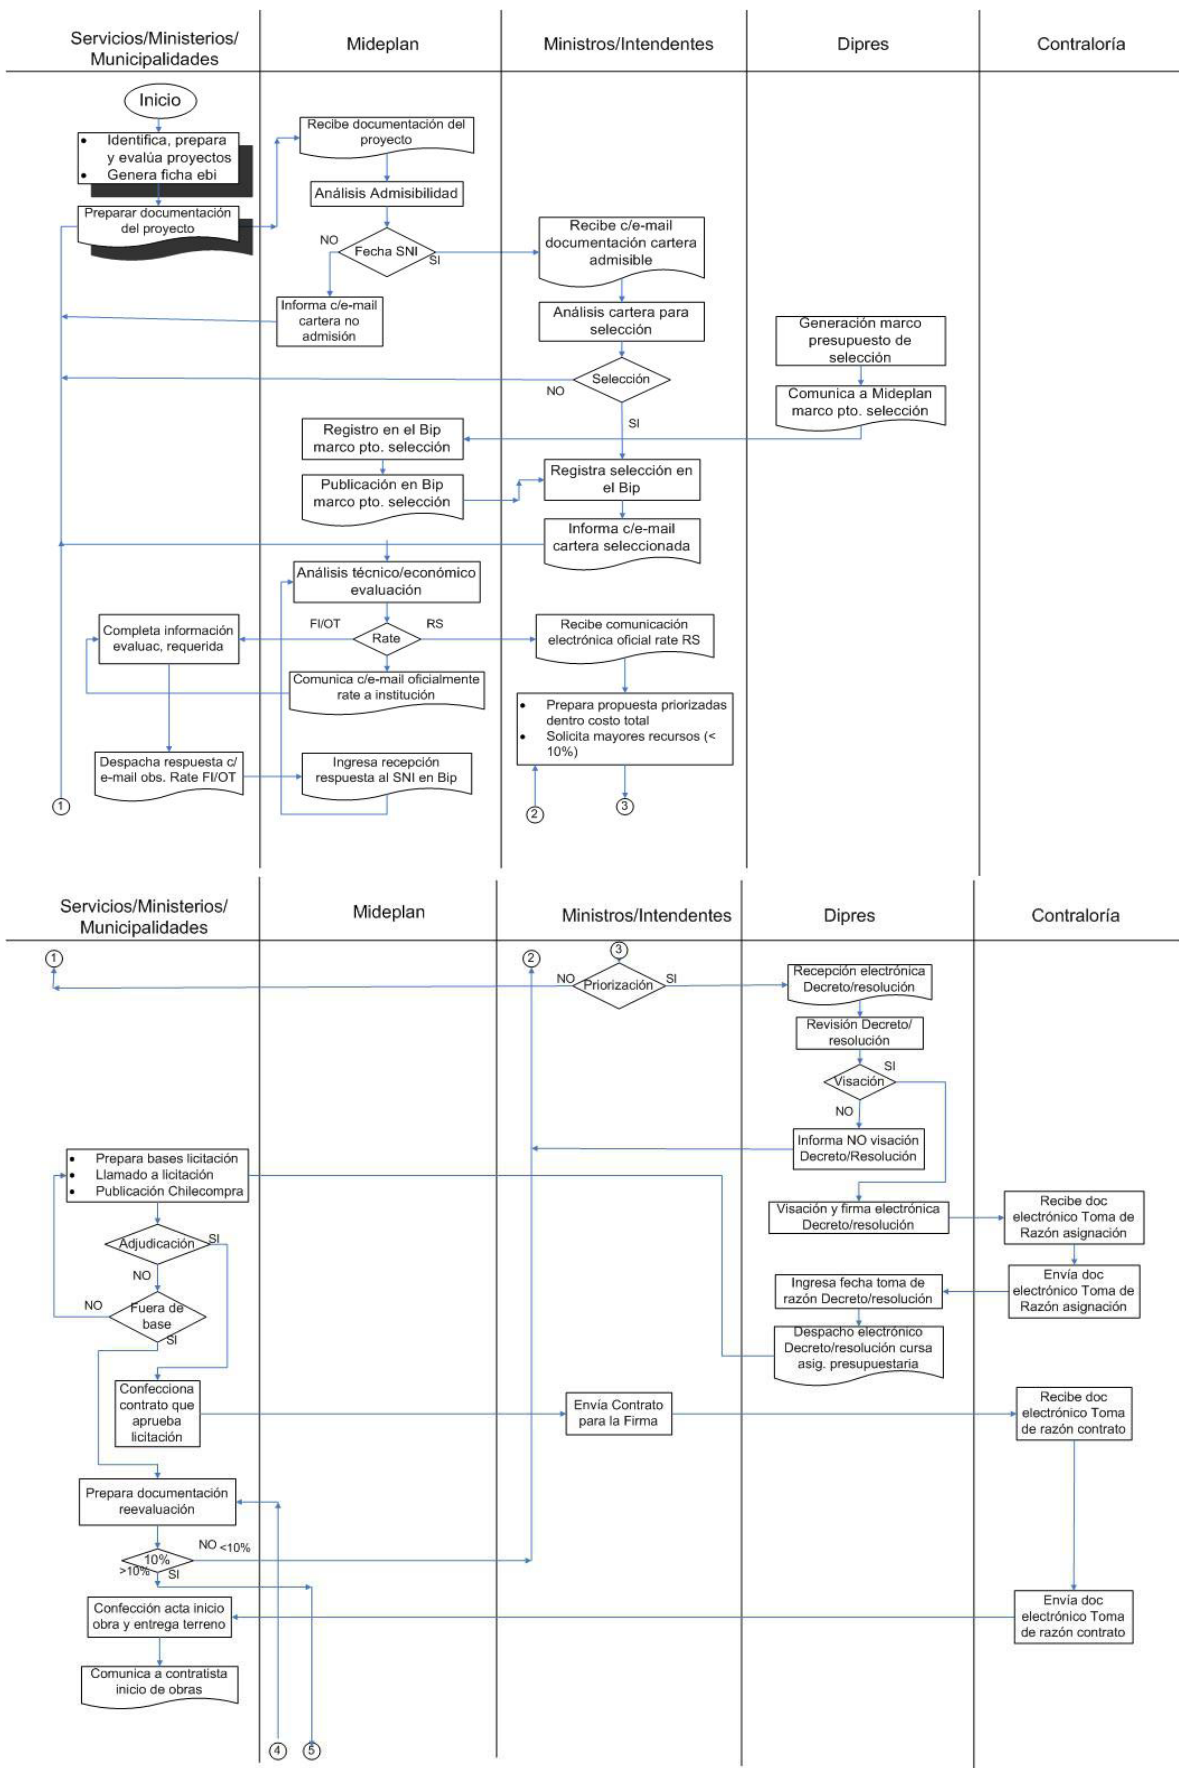 Servicios/Ministerios/
Municipalidades
Mideplan
Ministros/Intendentes
Dipres
Contraloría
Inicio
• Identifica, prepara
y evalúa proyectos
• Genera ficha ebi
Preparar documentación
del proyecto
Recibe documentación del
proyecto
Análisis Admisibilidad
NO
Fecha SNI
SI
Informa c/e-mail
cartera no
admisión
Recibe c/e-mail
documentación cartera
admisible
Análisis cartera para
selección
Selección
NO
SI
Generación marco
presupuesto de
selección
Comunica a Mideplan
marco pto. selección
Registro en el Bip
marco pto. selección
Publicación en Bip
marco pto. selección
Registra selección en
el Bip
Informa c/e-mail
cartera seleccionada
Análisis técnico/económico
evaluación
FI/OT
Rate
RS
Completa información
evaluac, requerida
Recibe comunicación
electrónica oficial rate RS
Comunica c/e-mail oficialmente
rate a institución
• Prepara propuesta priorizadas
dentro costo total
• Solicita mayores recursos (<
10%)
Despacha respuesta c/
e-mail obs. Rate FI/OT
Ingresa recepción
respuesta al SNI en Bip
1
2
3
Servicios/Ministerios/
Municipalidades
Mideplan
Ministros/Intendentes
Dipres
Contraloría
1
2
3
NO
Priorización
SI
Recepción electrónica
Decreto/resolución
Revisión Decreto/
resolución
SI
Visación
NO
Informa NO visación
Decreto/Resolución
• Prepara bases licitación
• Llamado a licitación
• Publicación Chilecompra
Visación y firma electrónica
Decreto/resolución
Recibe doc
electrónico Toma de
Razón asignación
Adjudicación
SI
NO
Envía doc
electrónico Toma de
Razón asignación
Ingresa fecha toma de
razón Decreto/resolución
NO
Fuera de
base
SI
Despacho electrónico
Decreto/resolución cursa
asig. presupuestaria
Confecciona
contrato que
aprueba
licitación
Envía Contrato
para la Firma
Recibe doc
electrónico Toma
de razón contrato
Prepara documentación
reevaluación
NO <10%
10%
>10%
SI
Confección acta inicio
obra y entrega terreno
Envía doc
electrónico Toma
de razón contrato
Comunica a contratista
inicio de obras
4
5